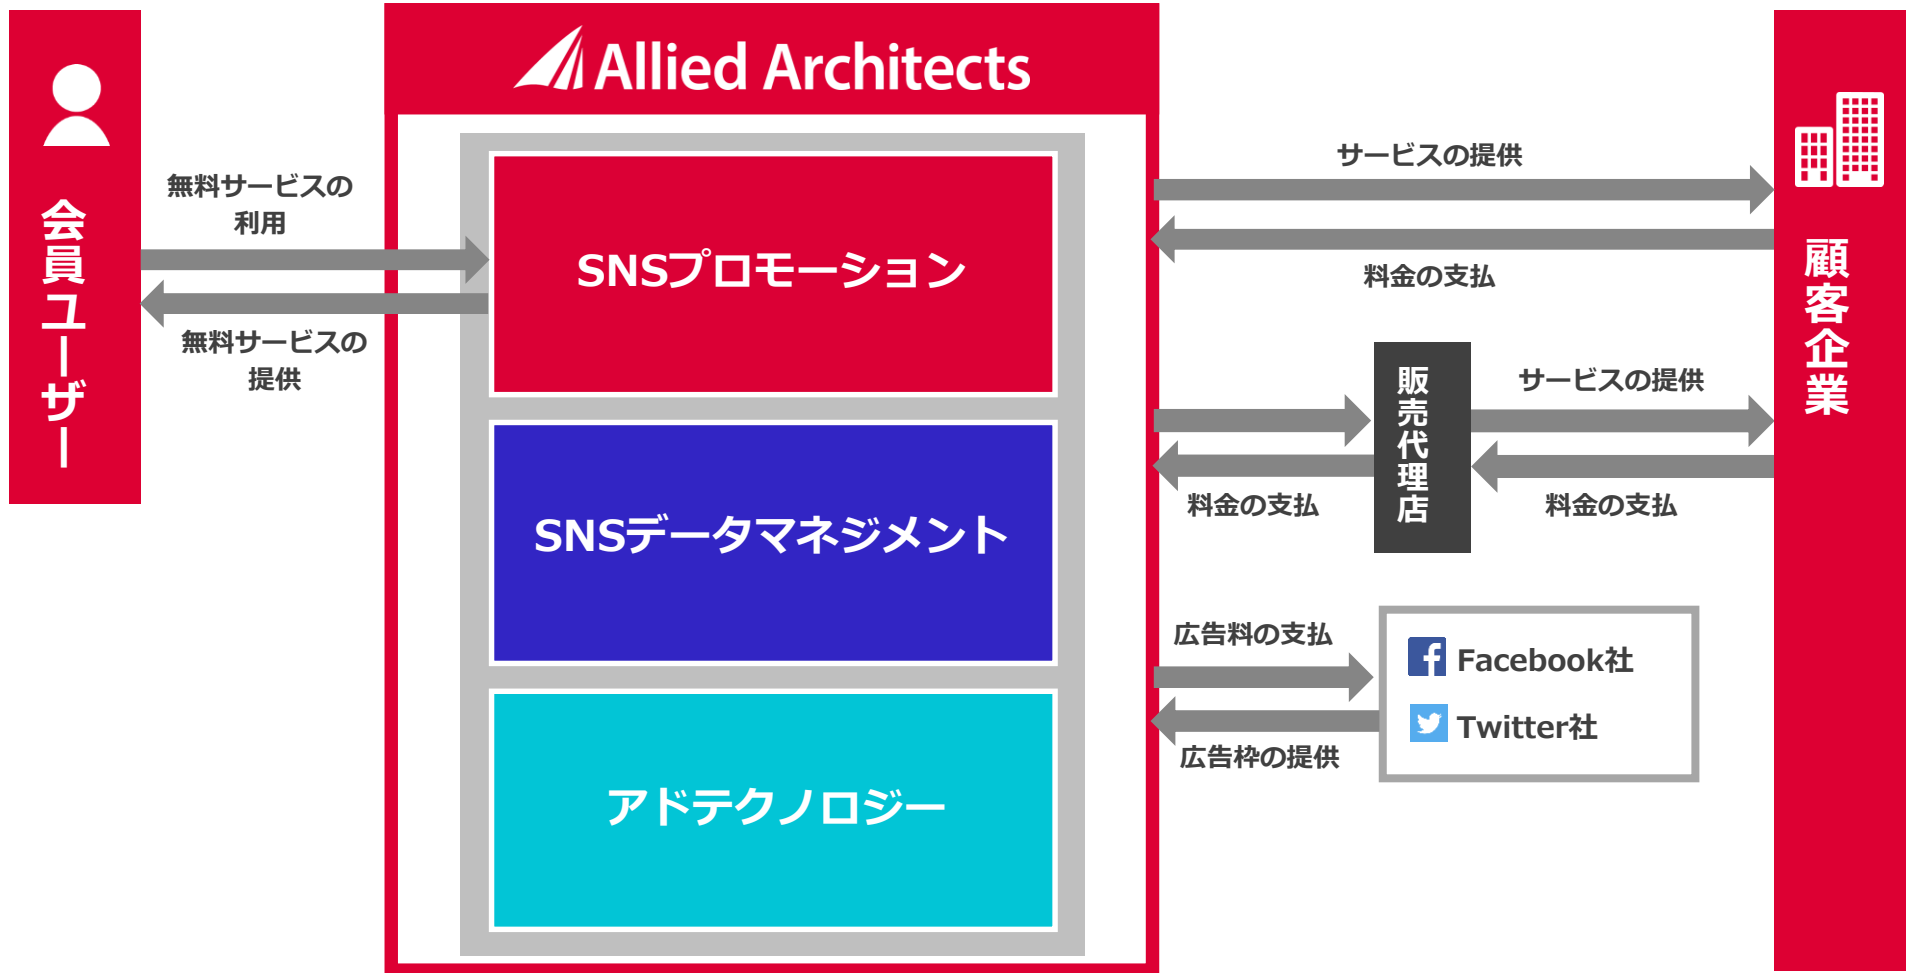 Allied Architects
会員ユーザー
無料サービスの
利用
無料サービスの
提供
SNSプロモーション
SNSデータマネジメント
アドテクノロジー
サービスの提供
料金の支払
販売代理店
サービスの提供
料金の支払
料金の支払
広告料の支払
広告枠の提供
Facebook社
Twitter社
顧客企業